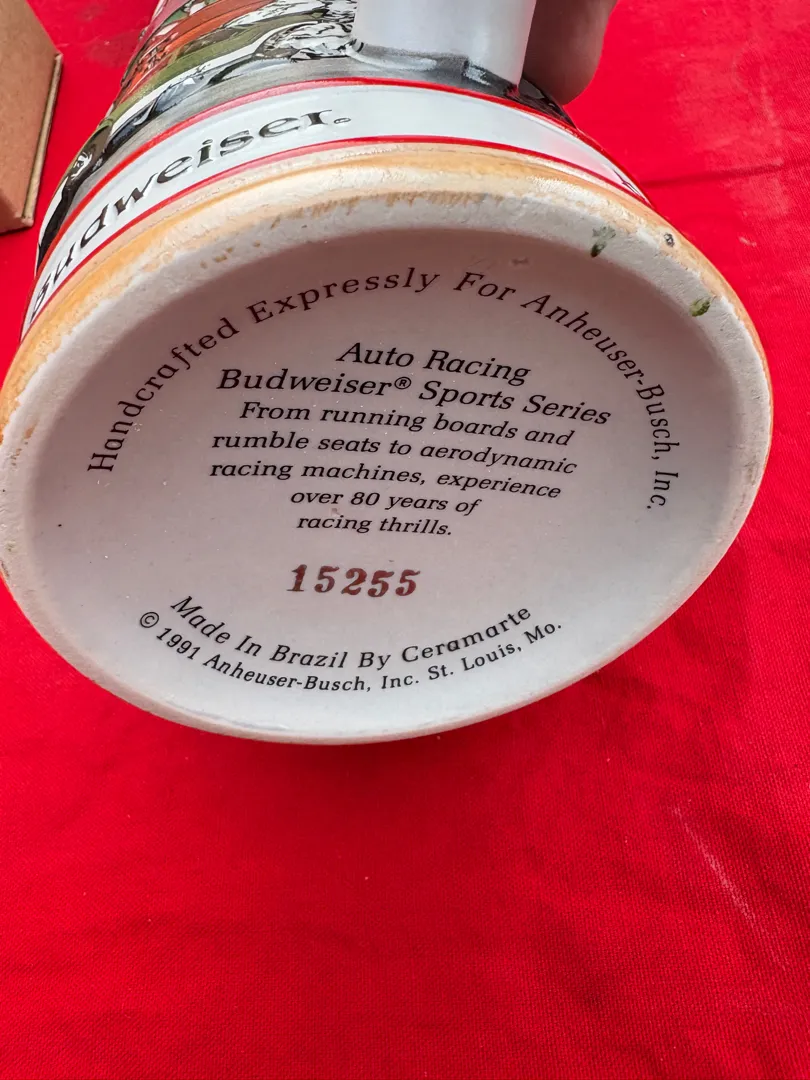 Budweiser®
Handcrafted Expressly For Anheuser-Busch, Inc.
Auto Racing
Budweiser® Sports Series
From running boards and
rumble seats to aerodynamic
racing machines, experience
over 80 years of
racing thrills.
15255
Made In Brazil By Ceramarte
© 1991 Anheuser-Busch, Inc. St. Louis, Mo.